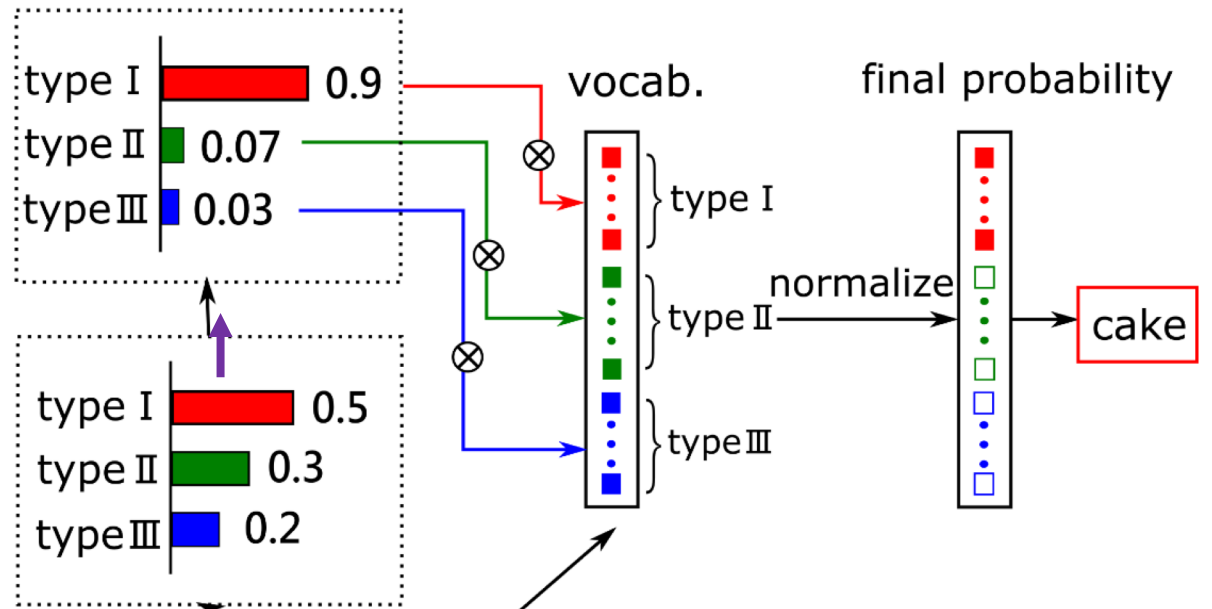 type I 0.9
type II 0.07
type III 0.03
type I 0.5
type II 0.3
type III 0.2
vocab.
type I
type II
type III
normalize
final probability
cake